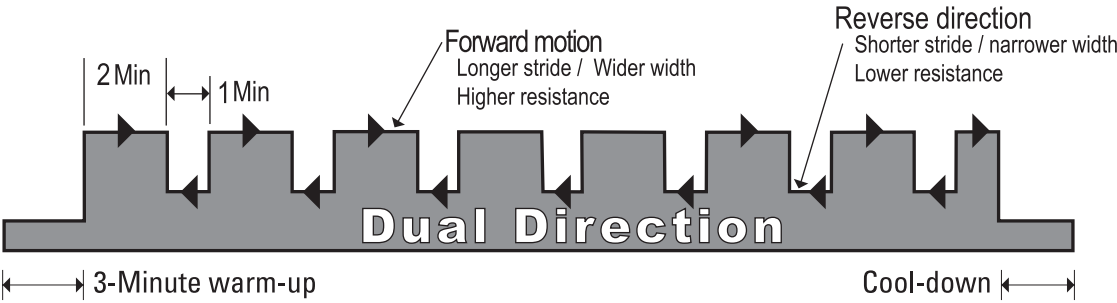 Reverse direction
Shorter stride / narrower width
Lower resistance
Forward motion
Longer stride / Wider width
Higher resistance
2 Min
1 Min
Dual Direction
3-Minute warm-up
Cool-down